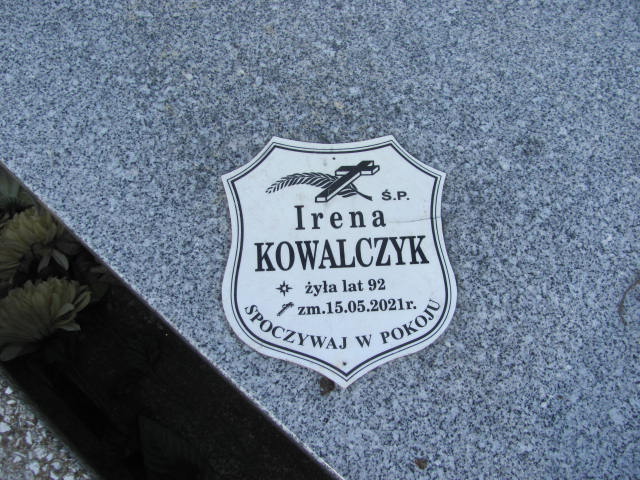 Ś.P.
Irena
KOWALCZYK
żyła lat 92
zm.15.05.2021r.
SPOCZYWAJ W POKOJU